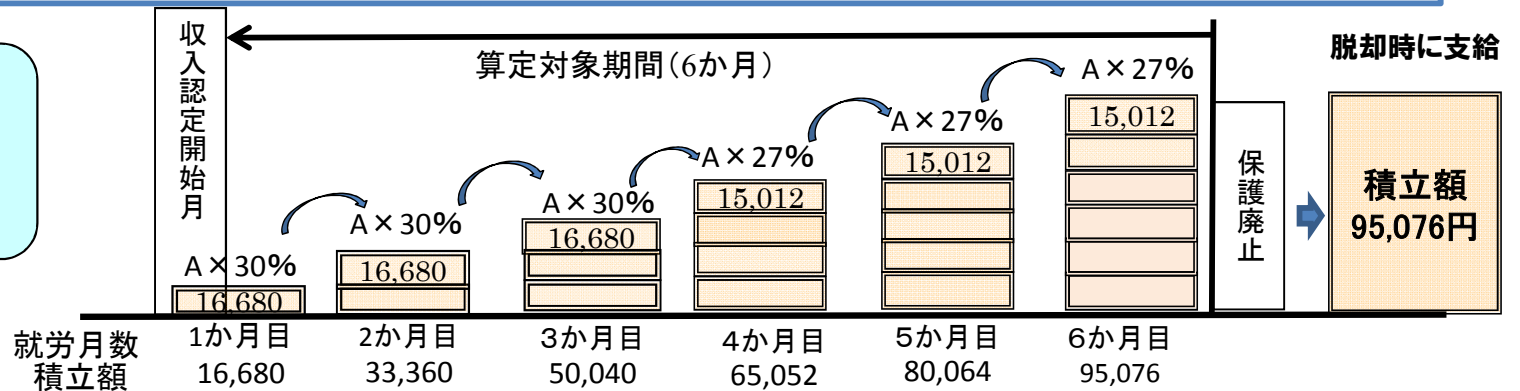 収入認定開始月
算定対象期間(6か月)
脱却時に支給
A×30%
16,680
A×30%
16,680
A×30%
16,680
A×27%
15,012
A×27%
15,012
A×27%
15,012
保護廃止
積立額
95,076円
就労月数 1か月目 2か月目 3か月目 4か月目 5か月目 6か月目
積立額 16,680 33,360 50,040 65,052 80,064 95,076